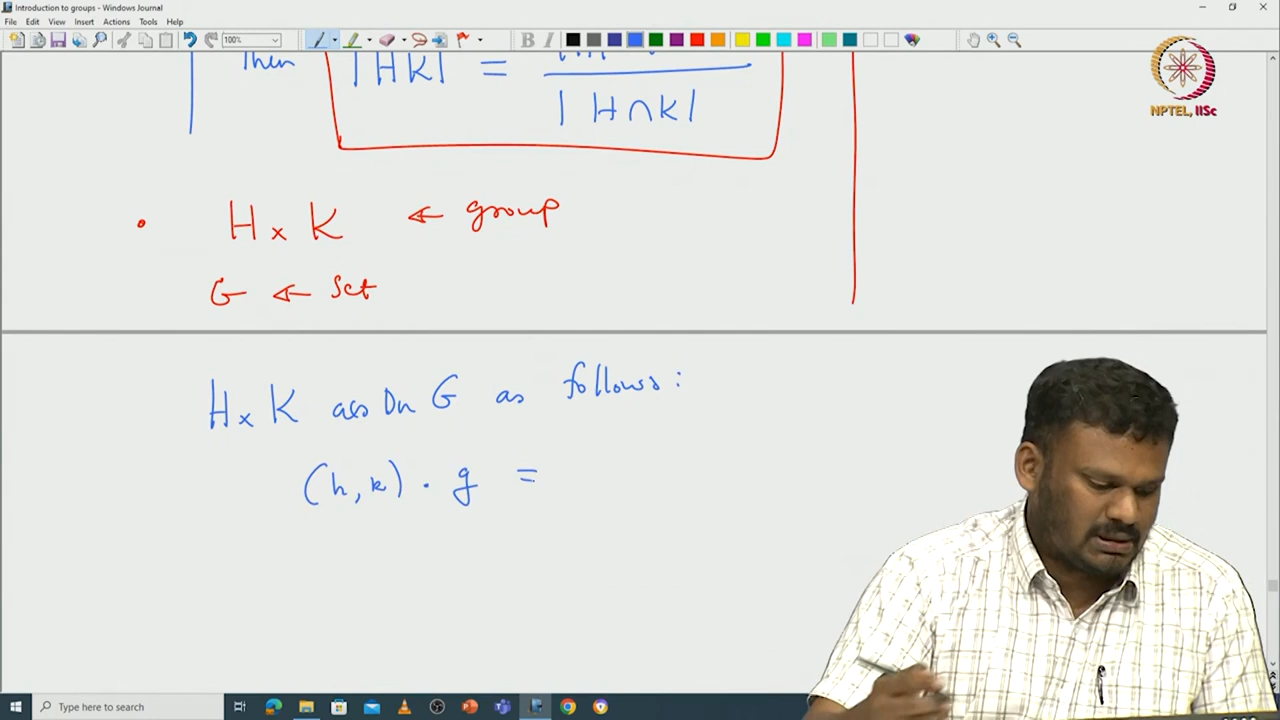 Introduction to groups - Windows Journal
File Edit View Insert Actions Tools Help
100%
B I
NPTEL, IISc
Then |HK| =
|H∩K|
• H × K ← group
G ← Set
H × K acs on G as follows:
(h, k) · g =
Type here to search